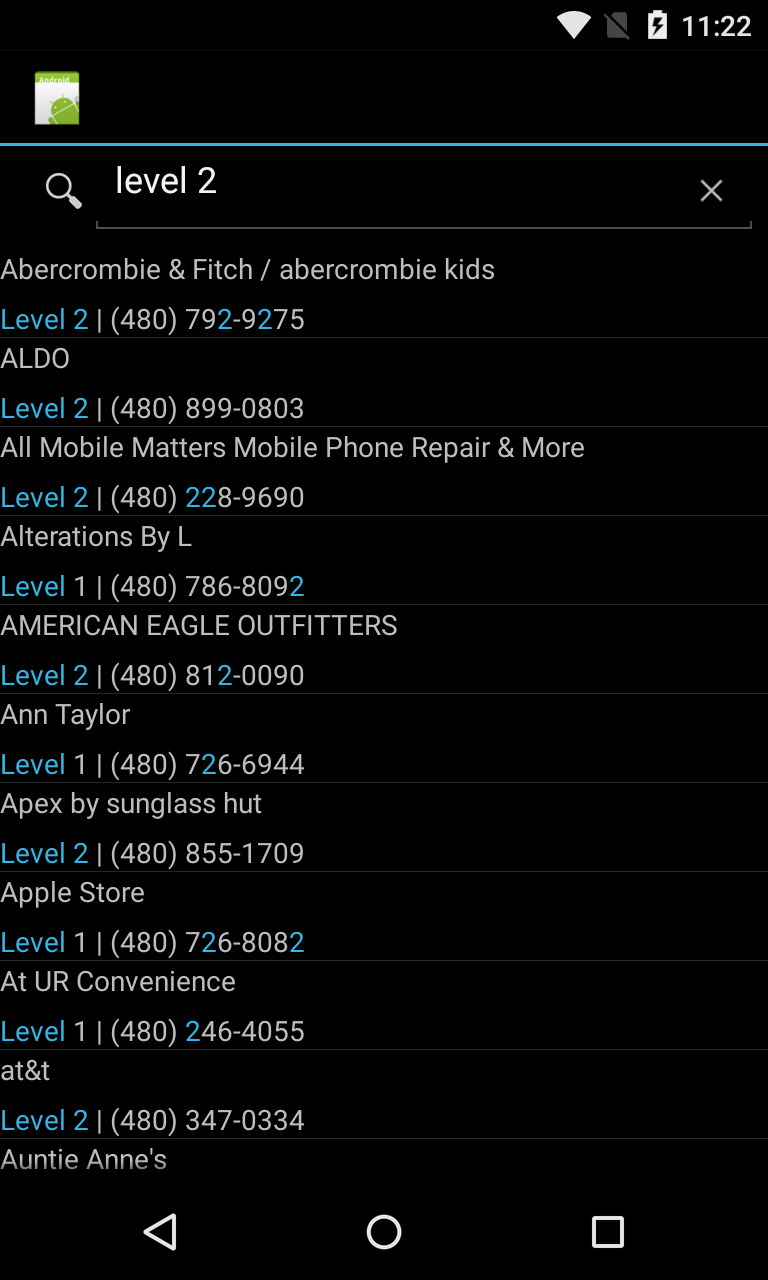 11:22
Android
level 2
Abercrombie & Fitch / abercrombie kids
Level 2 | (480) 792-9275
ALDO
Level 2 | (480) 899-0803
All Mobile Matters Mobile Phone Repair & More
Level 2 | (480) 228-9690
Alterations By L
Level 1 | (480) 786-8092
AMERICAN EAGLE OUTFITTERS
Level 2 | (480) 812-0090
Ann Taylor
Level 1 | (480) 726-6944
Apex by sunglass hut
Level 2 | (480) 855-1709
Apple Store
Level 1 | (480) 726-8082
At UR Convenience
Level 1 | (480) 246-4055
at&t
Level 2 | (480) 347-0334
Auntie Anne's